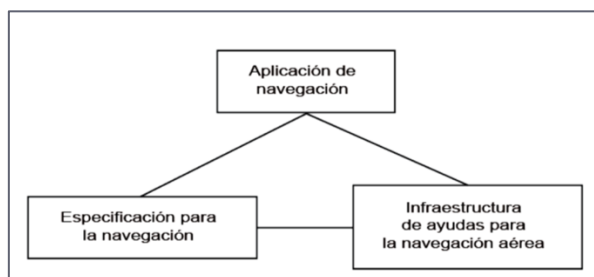 Aplicación de
navegación
Especificación para
la navegación
Infraestructura
de ayudas para
la navegación aérea